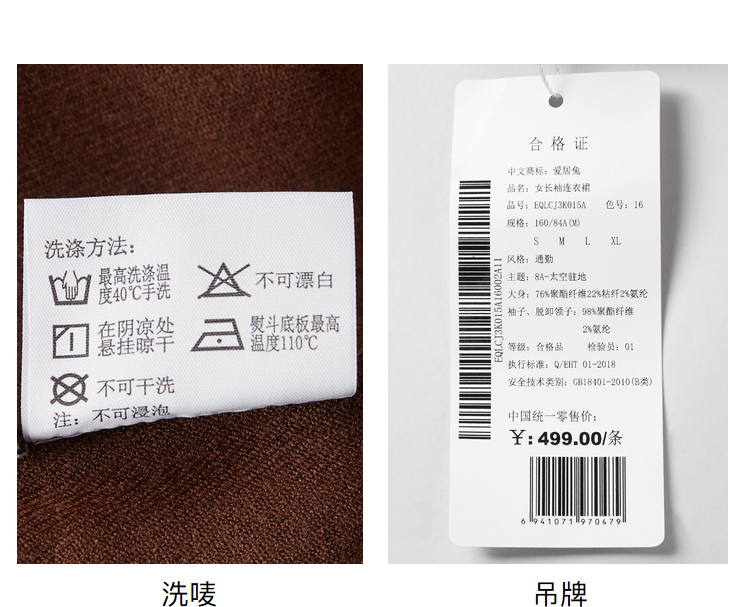 洗涤方法:
最高洗涤温
度40℃手洗
不可漂白
在阴凉处
悬挂晾干
熨斗底板最高
温度110℃
不可干洗
注: 不可浸泡
洗唛
合格证
中文商标: 爱居兔
品名: 女长袖连衣裙
品号: EQLCJ3K015A 色号: 16
规格: 160/84A(M)
S M L XL
风格: 通勤
主题: 8A-太空驻地
大身: 76%聚酯纤维22%粘纤2%氨纶
袖子、脱卸领子: 98%聚酯纤维
2%氨纶
等级: 合格品 检验员: 01
执行标准: Q/EHT 01-2018
安全技术类别: GB18401-2010(B类)
中国统一零售价:
¥: 499.00/条
6 941071 970479
EQLCJ3K015A16002A11
吊牌